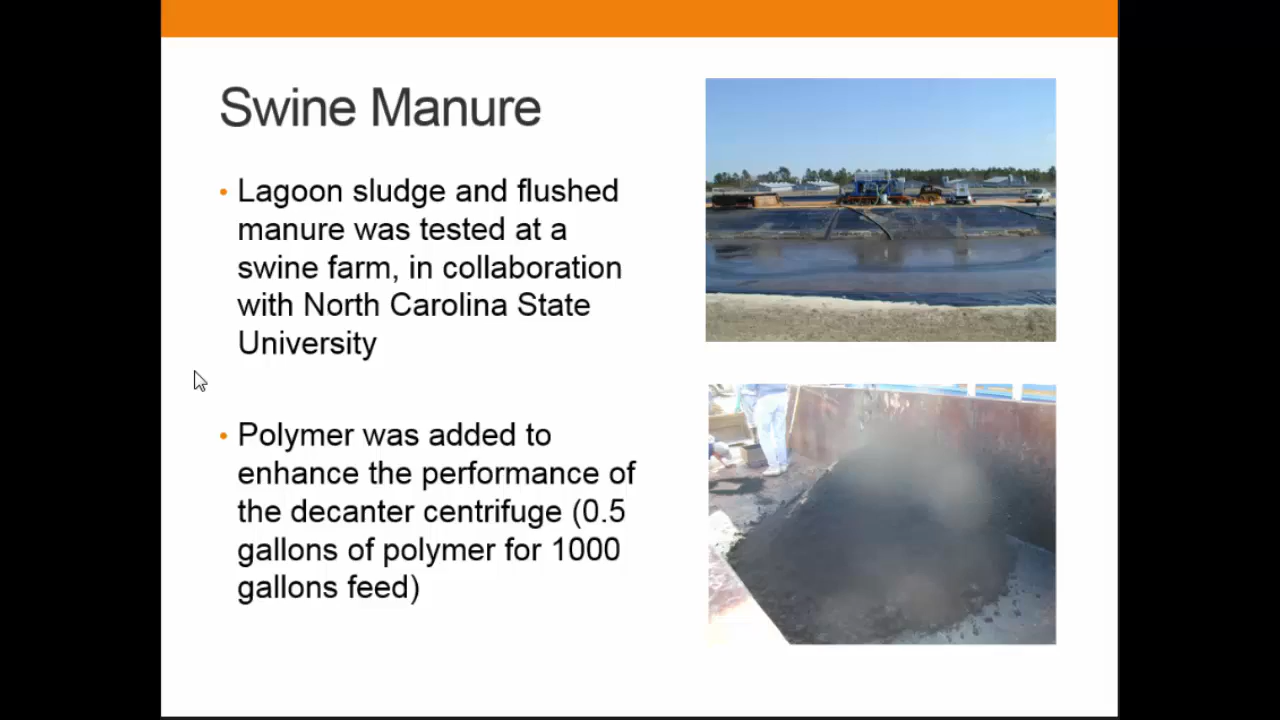 Swine Manure
• Lagoon sludge and flushed
manure was tested at a
swine farm, in collaboration
with North Carolina State
University
• Polymer was added to
enhance the performance of
the decanter centrifuge (0.5
gallons of polymer for 1000
gallons feed)